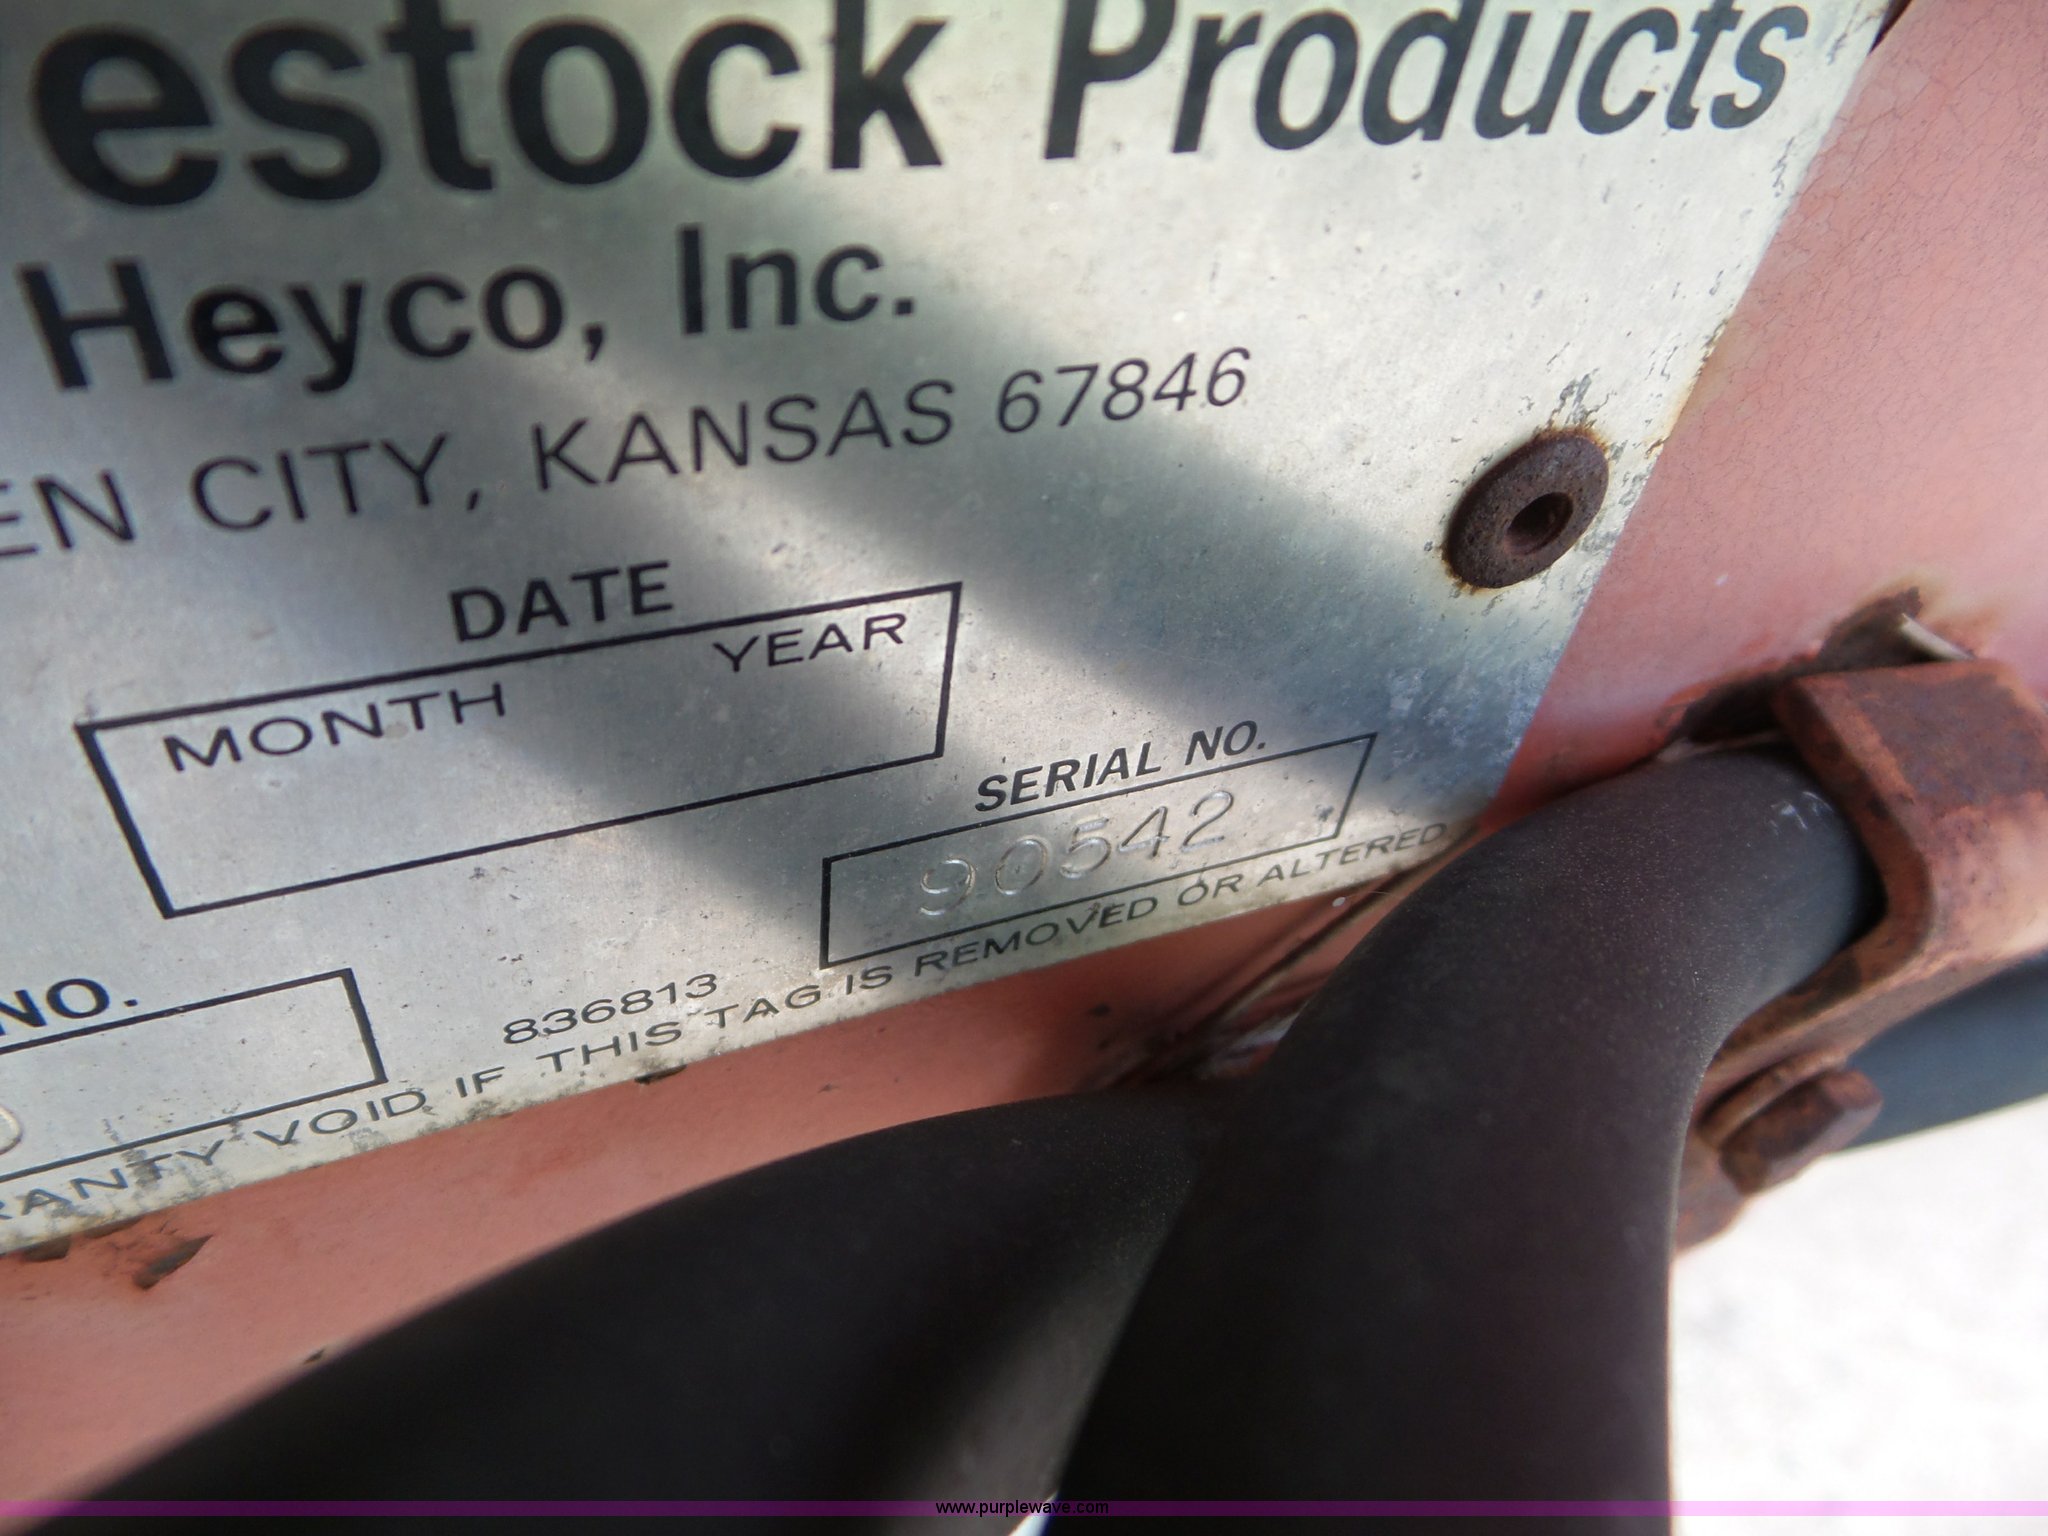 estock Products
Heyco, Inc.
EN CITY, KANSAS 67846
DATE
MONTH YEAR
SERIAL NO.
90542
NO.
836813
RANTY VOID IF THIS TAG IS REMOVED OR ALTERED
www.purplewave.com